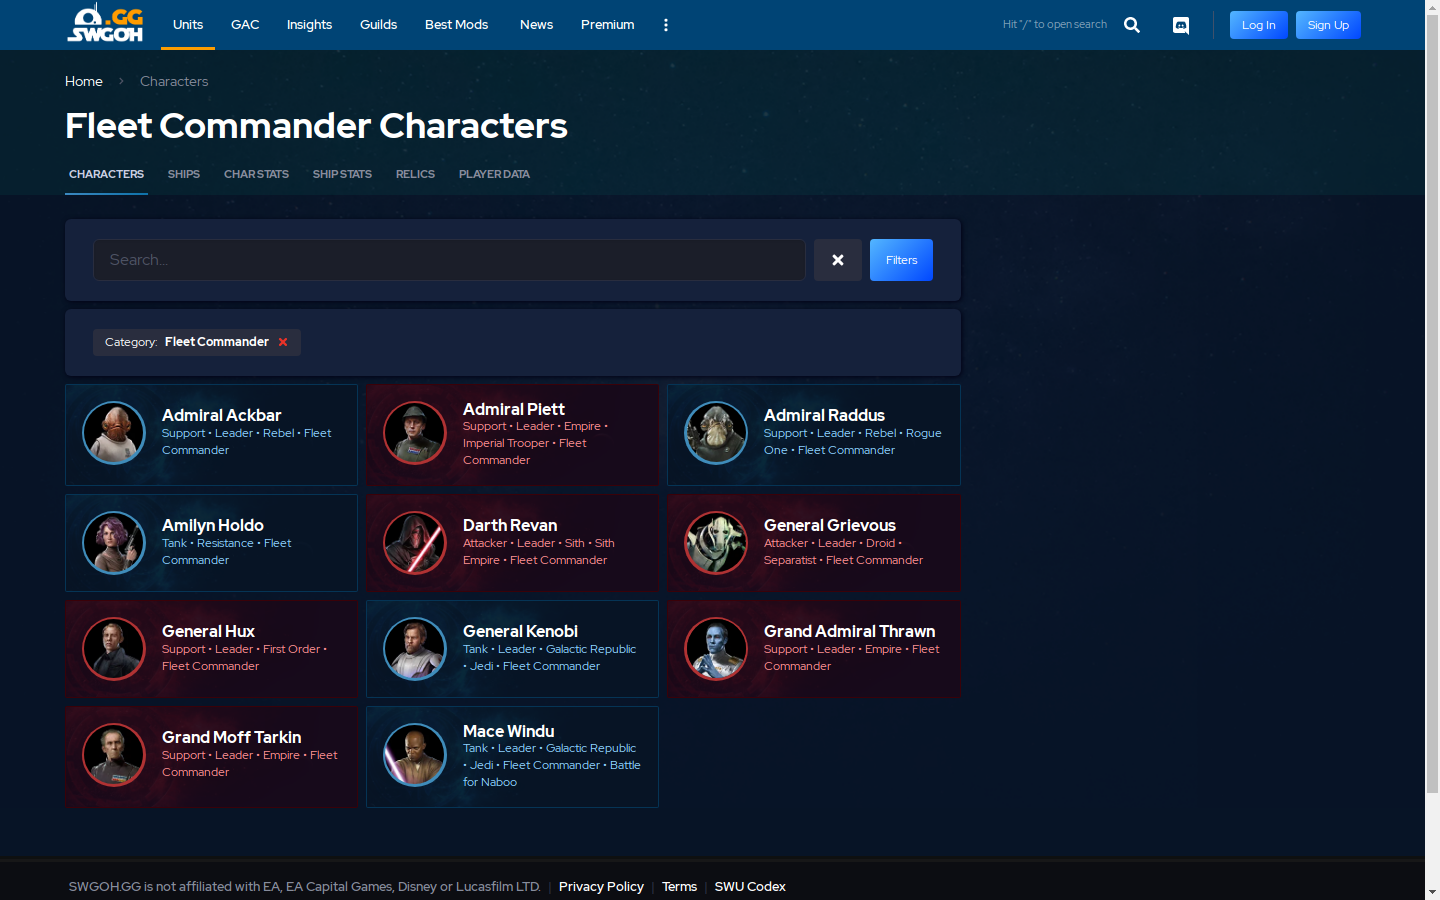 .GG
SWGOH
Units
GAC
Insights
Guilds
Best Mods
News
Premium
Hit "/" to open search
Log In
Sign Up
Home
Characters
Fleet Commander Characters
CHARACTERS
SHIPS
CHAR STATS
SHIP STATS
RELICS
PLAYER DATA
Search...
Filters
Category: Fleet Commander
Admiral Ackbar
Support • Leader • Rebel • Fleet
Commander
Admiral Piett
Support • Leader • Empire •
Imperial Trooper • Fleet
Commander
Admiral Raddus
Support • Leader • Rebel • Rogue
One • Fleet Commander
Amilyn Holdo
Tank • Resistance • Fleet
Commander
Darth Revan
Attacker • Leader • Sith • Sith
Empire • Fleet Commander
General Grievous
Attacker • Leader • Droid •
Separatist • Fleet Commander
General Hux
Support • Leader • First Order •
Fleet Commander
General Kenobi
Tank • Leader • Galactic Republic
• Jedi • Fleet Commander
Grand Admiral Thrawn
Support • Leader • Empire • Fleet
Commander
Grand Moff Tarkin
Support • Leader • Empire • Fleet
Commander
Mace Windu
Tank • Leader • Galactic Republic
• Jedi • Fleet Commander • Battle
for Naboo
SWGOH.GG is not affiliated with EA, EA Capital Games, Disney or Lucasfilm LTD. | Privacy Policy | Terms | SWU Codex